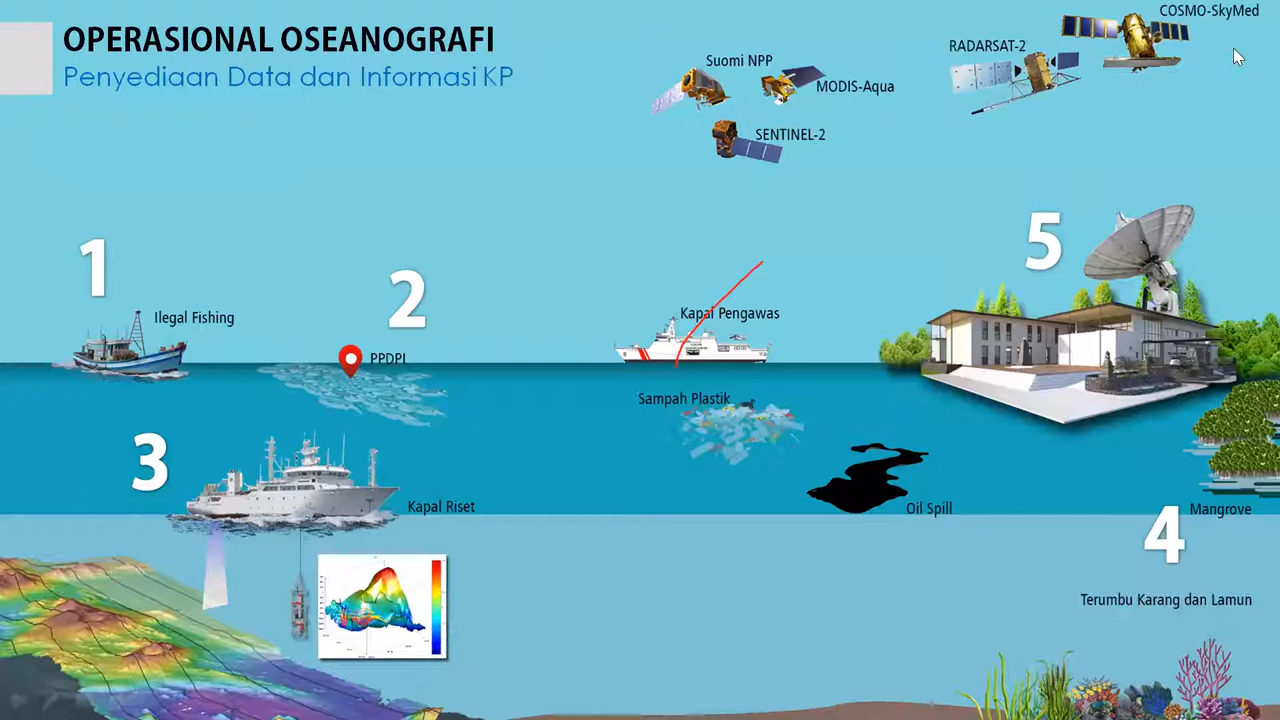 OPERASIONAL OSEANOGRAFI
Penyediaan Data dan Informasi KP
COSMO-SkyMed
RADARSAT-2
Suomi NPP
MODIS-Aqua
SENTINEL-2
1
Ilegal Fishing
2
PPDPI
Kapal Pengawas
5
Sampah Plastik
3
Kapal Riset
Oil Spill
Mangrove
4
Terumbu Karang dan Lamun